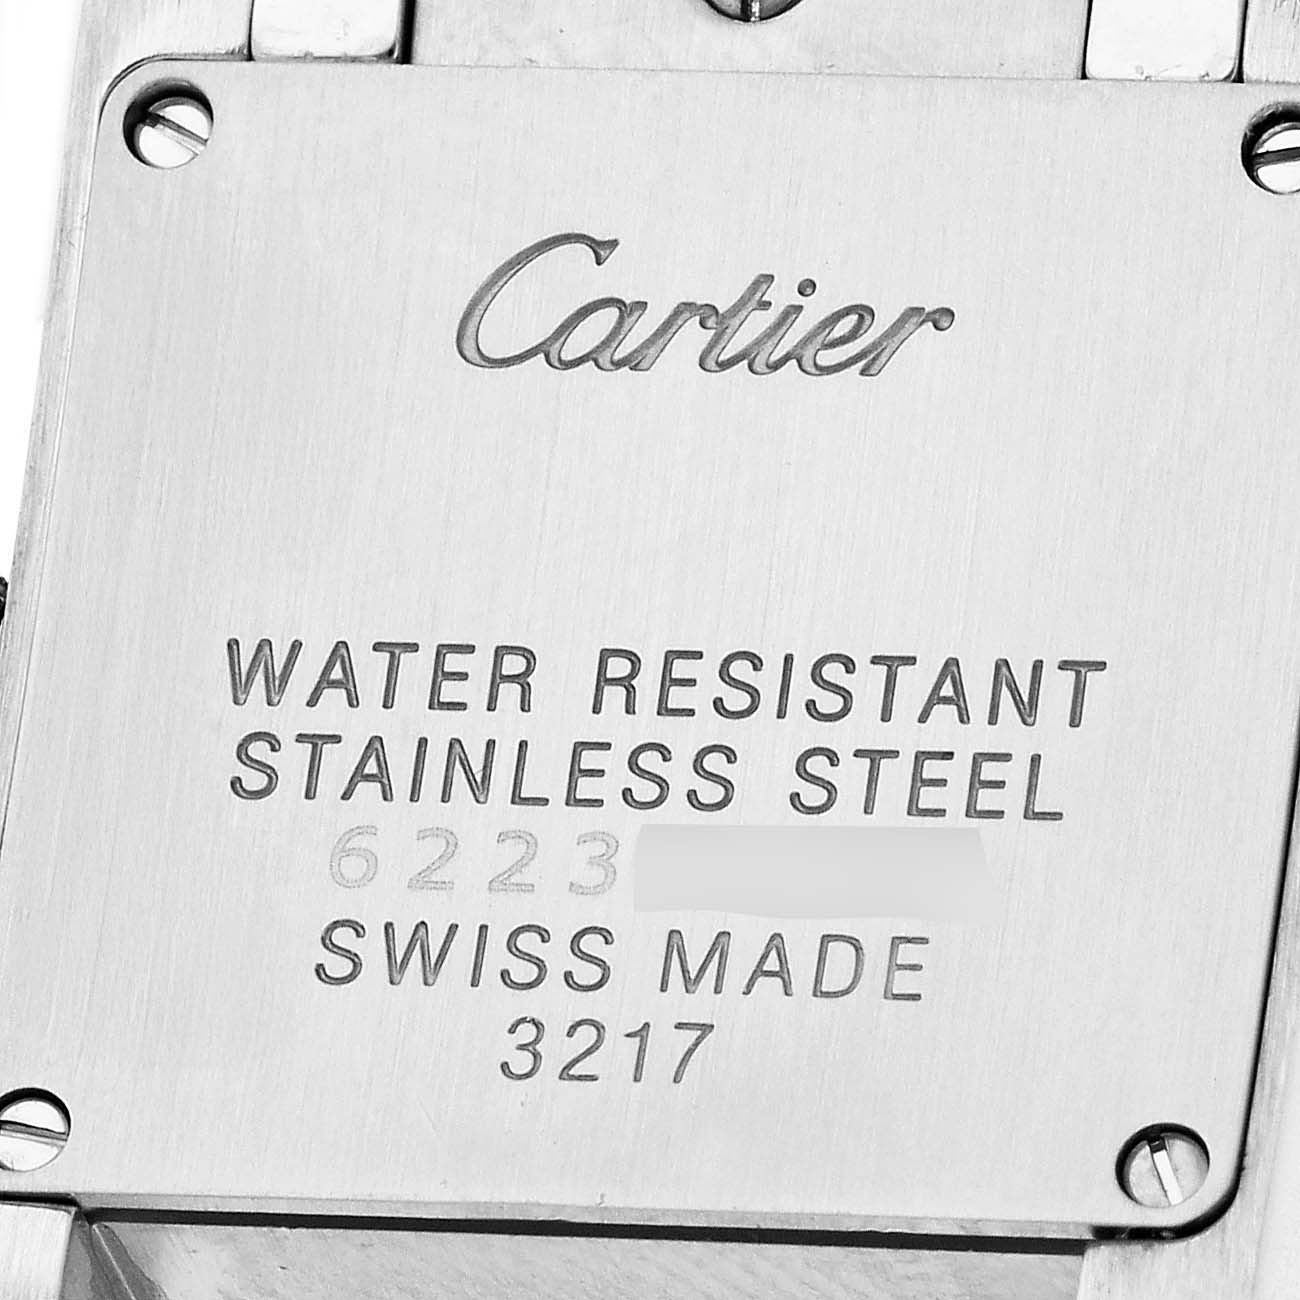 Cartier
WATER RESISTANT
STAINLESS STEEL
6223
SWISS MADE
3217